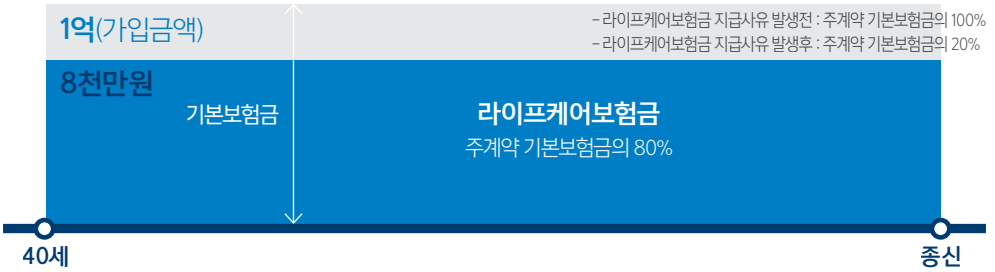 1억(가입금액)
- 라이프케어보험금 지급사유 발생전 : 주계약 기본보험금의 100%
- 라이프케어보험금 지급사유 발생후 : 주계약 기본보험금의 20%
8천만원
기본보험금
라이프케어보험금
주계약 기본보험금의 80%
40세
종신